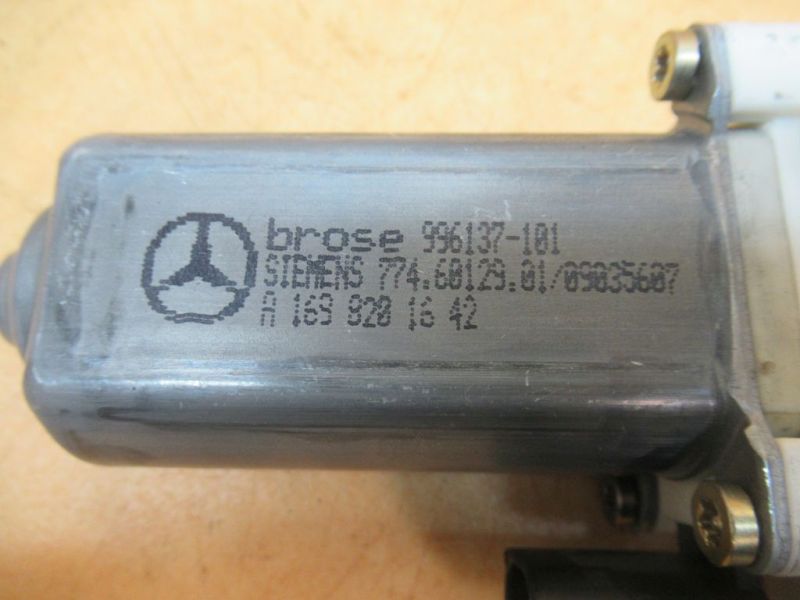 brose 996137-101
SIEMENS 774.60129.01/09035607
A 169 820 16 42